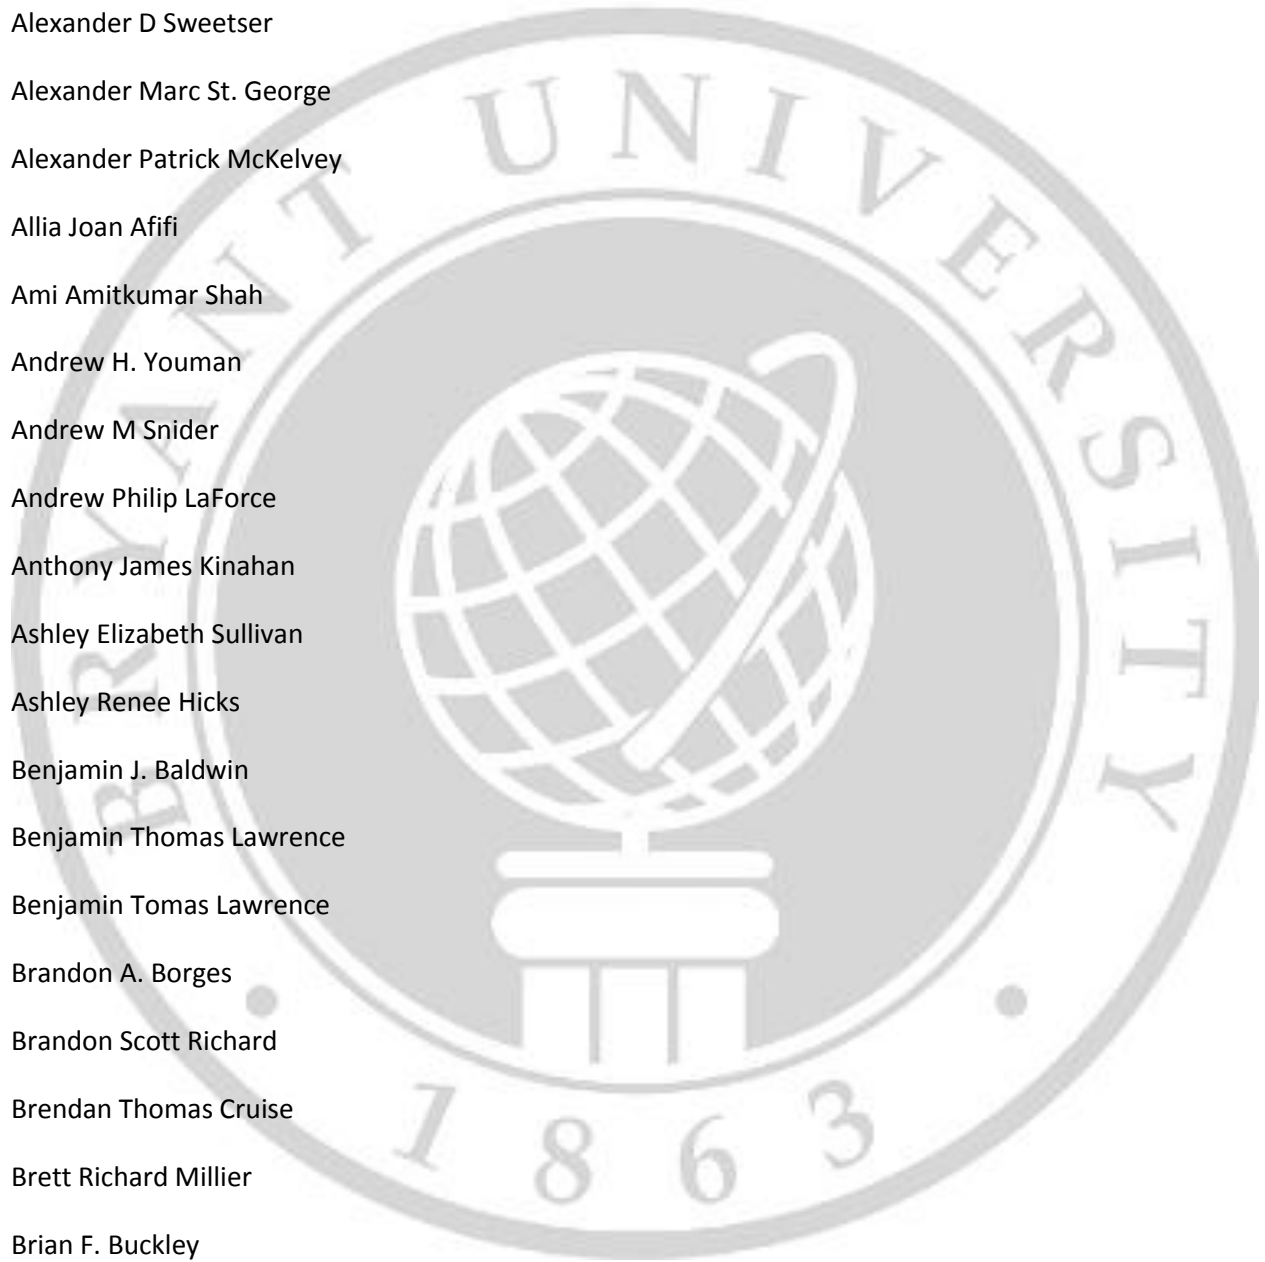 Alexander D Sweetser
Alexander Marc St. George
Alexander Patrick McKelvey
Allia Joan Afifi
Ami Amitkumar Shah
Andrew H. Youman
Andrew M Snider
Andrew Philip LaForce
Anthony James Kinahan
Ashley Elizabeth Sullivan
Ashley Renee Hicks
Benjamin J. Baldwin
Benjamin Thomas Lawrence
Benjamin Tomas Lawrence
Brandon A. Borges
Brandon Scott Richard
Brendan Thomas Cruise
Brett Richard Millier
Brian F. Buckley
BRYANT UNIVERSITY
1863